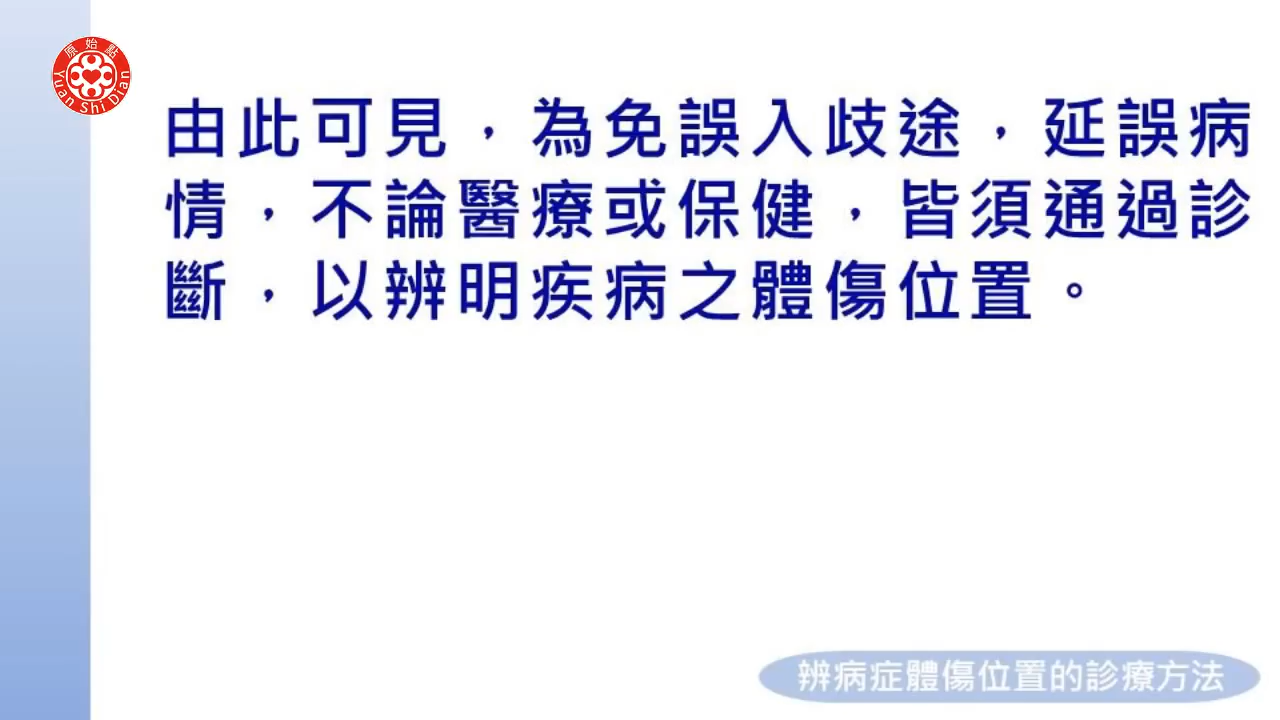 原始點
Yuan Shi Dian
由此可見，為免誤入歧途，延誤病
情，不論醫療或保健，皆須通過診
斷，以辨明疾病之體傷位置。
辨病症體傷位置的診療方法